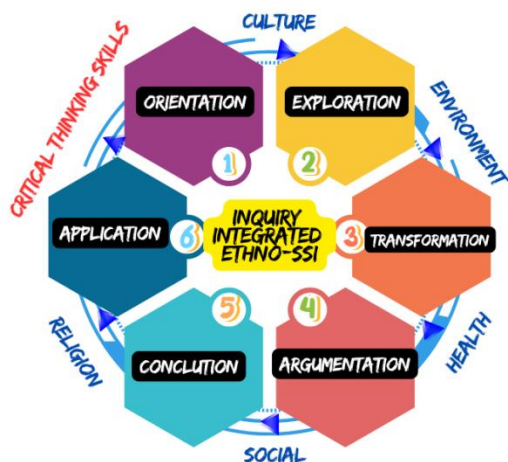 CULTURE
CRITICAL THINKING SKILLS
ORIENTATION
EXPLORATION
ENVIRONMENT
1
2
APPLICATION
6
INQUIRY
INTEGRATED
ETHNO-SSI
3
TRANSFORMATION
5
4
CONCLUTION
ARGUMENTATION
RELIGION
HEALTH
SOCIAL